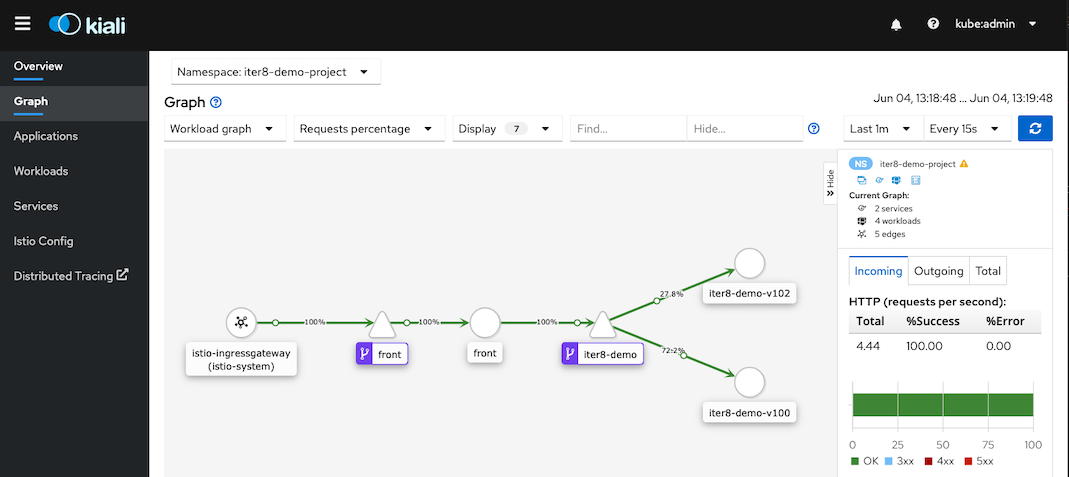 kiali
kube:admin
Overview
Graph
Applications
Workloads
Services
Istio Config
Distributed Tracing
Namespace: iter8-demo-project
Graph
Jun 04, 13:18:48 ... Jun 04, 13:19:48
Workload graph
Requests percentage
Display 7
Find...
Hide...
Last 1m
Every 15s
Hide
NS iter8-demo-project
Current Graph:
2 services
4 workloads
5 edges
Incoming
Outgoing
Total
HTTP (requests per second):
Total %Success %Error
4.44 100.00 0.00
0 25 50 75 100
OK 3xx 4xx 5xx
27.8%
iter8-demo-v102
100%
100%
100%
istio-ingressgateway
(istio-system)
front
front
iter8-demo
72.2%
iter8-demo-v100